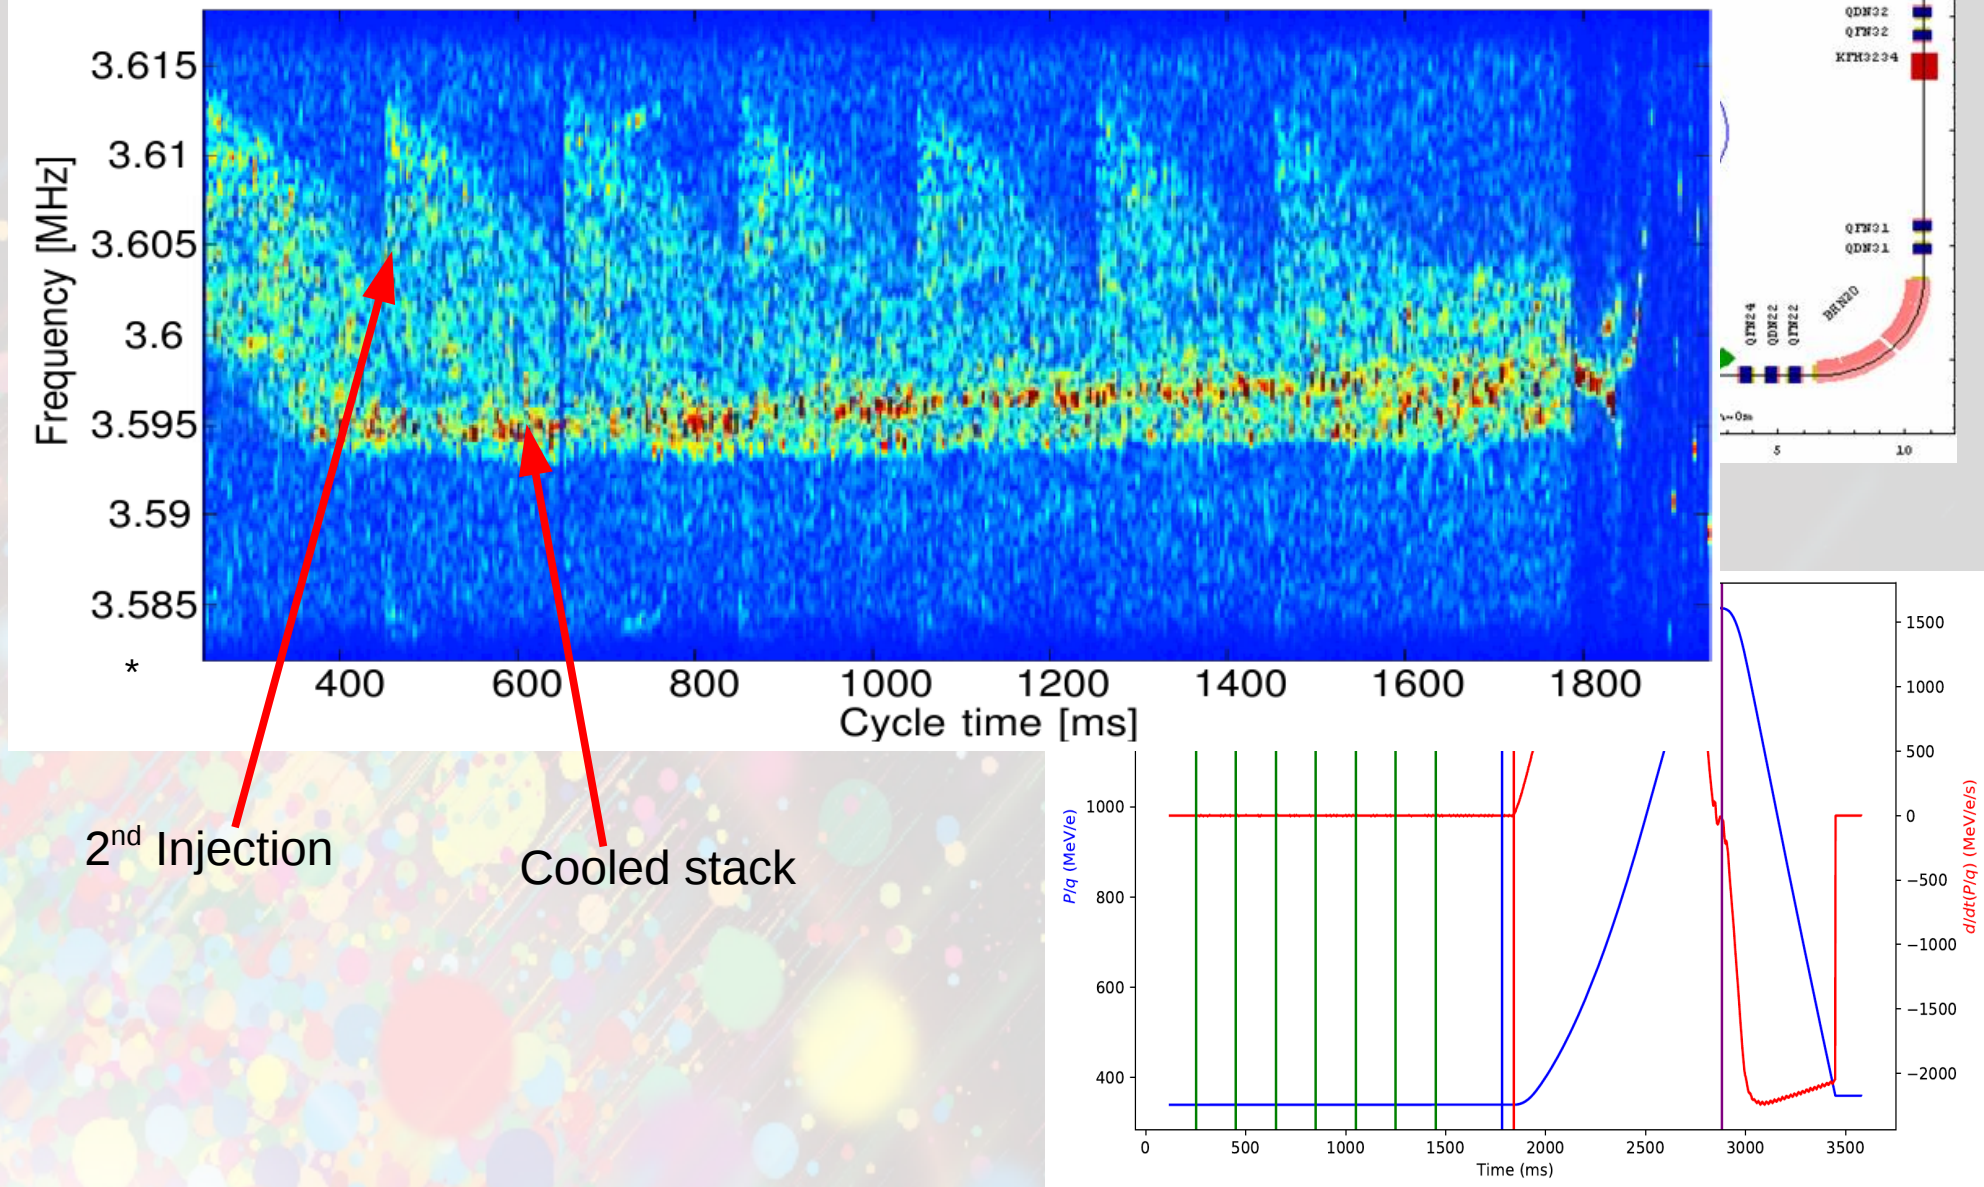 3.615
3.61
3.605
3.6
3.595
3.59
3.585
Frequency [MHz]
*
400 600 800 1000 1200 1400 1600 1800
Cycle time [ms]
2nd Injection
Cooled stack
QDN32
QFN32
KFH3234
QFN31
QDN31
BHN20
QFN24
QDN22
QFN22
5 10
1000
800
600
400
P/q (MeV/e)
0 500 1000 1500 2000 2500 3000 3500
Time (ms)
1500
1000
500
0
−500
−1000
−1500
−2000
d/dt(P/q) (MeV/e/s)